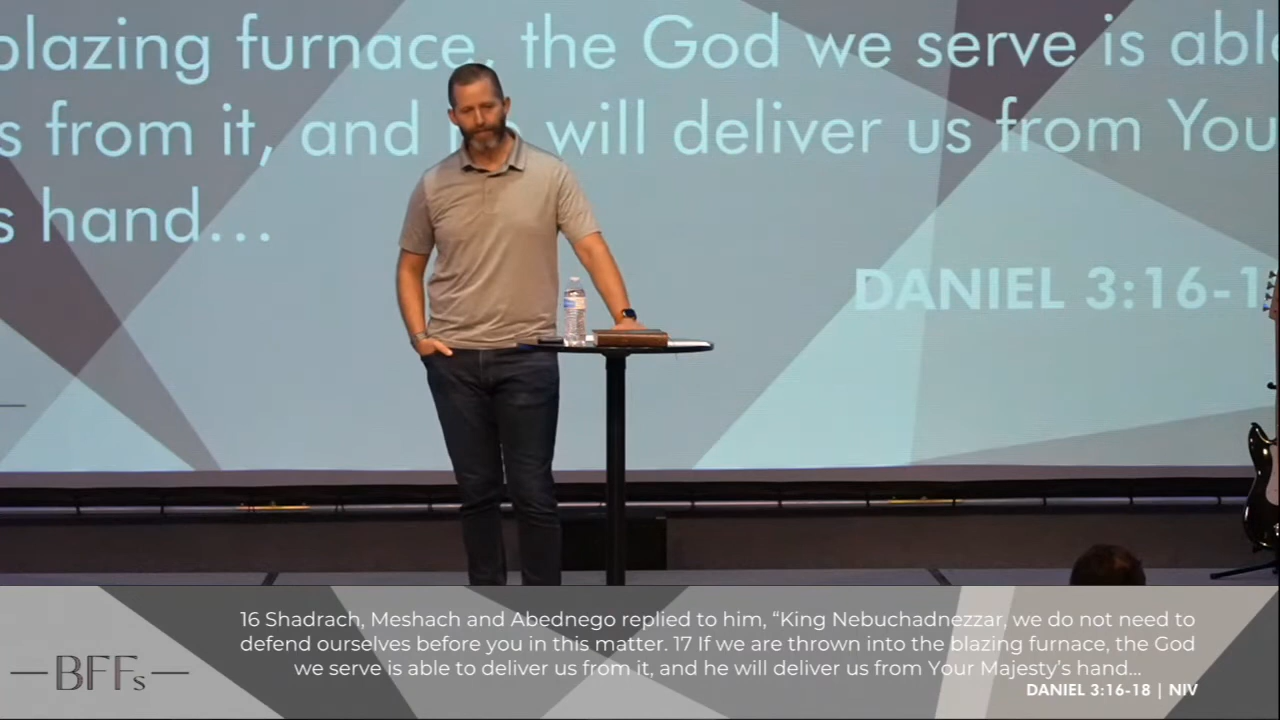 blazing furnace, the God we serve is able
s from it, and he will deliver us from You
s hand...
DANIEL 3:16-1
16 Shadrach, Meshach and Abednego replied to him, “King Nebuchadnezzar, we do not need to
defend ourselves before you in this matter. 17 If we are thrown into the blazing furnace, the God
we serve is able to deliver us from it, and he will deliver us from Your Majesty’s hand...
DANIEL 3:16-18 | NIV
—BFFs—